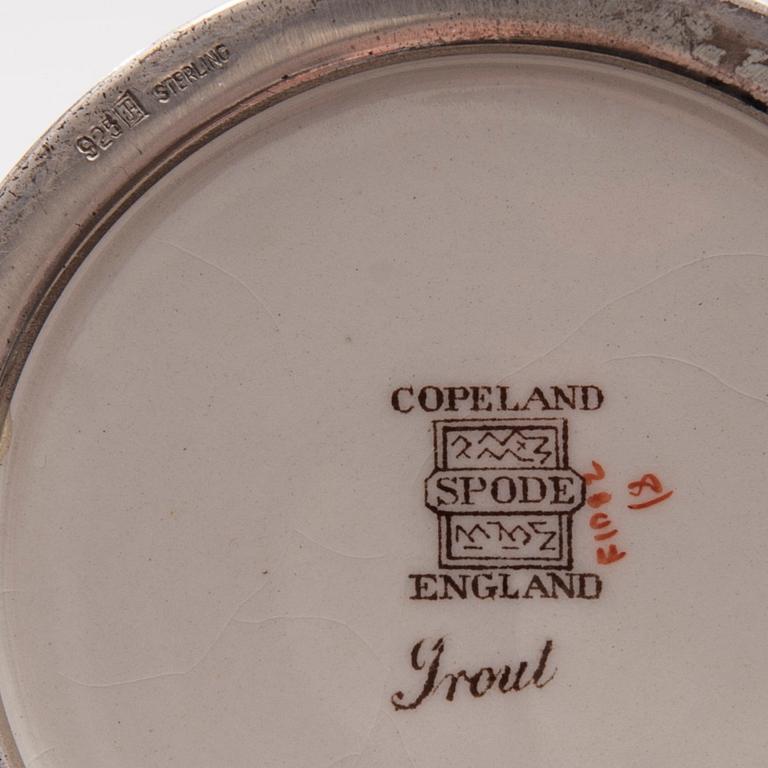 925 STERLING
COPELAND
SPODE
ENGLAND
Trout